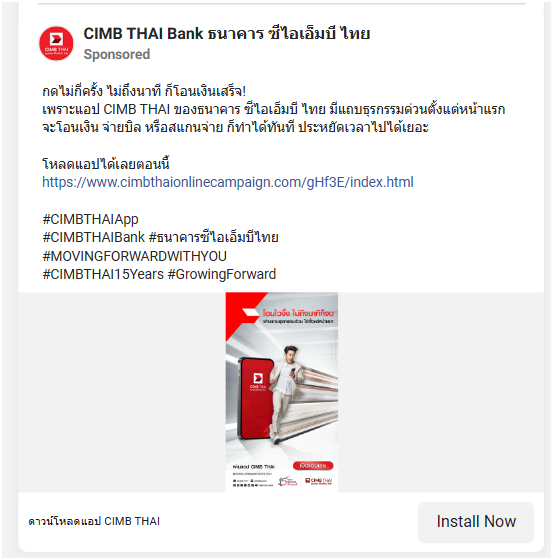 CIMB THAI Bank ธนาคาร ซีไอเอ็มบี ไทย
Sponsored
กดไม่กี่ครั้ง ไม่ถึงนาที ก็โอนเงินเสร็จ!
เพราะแอป CIMB THAI ของธนาคาร ซีไอเอ็มบี ไทย มีแถบธุรกรรมด่วนตั้งแต่หน้าแรก
จะโอนเงิน จ่ายบิล หรือสแกนจ่าย ก็ทำได้ทันที ประหยัดเวลาไปได้เยอะ
โหลดแอปได้เลยตอนนี้
https://www.cimbthaionlinecampaign.com/gHf3E/index.html
#CIMBTHAIApp
#CIMBTHAIBank #ธนาคารซีไอเอ็มบีไทย
#MOVINGFORWARDWITHYOU
#CIMBTHAI15Years #GrowingForward
CIMB THAI
ผ่านแอป CIMB THAI
CIMB THAI
ดาวน์โหลดแอป CIMB THAI
Install Now